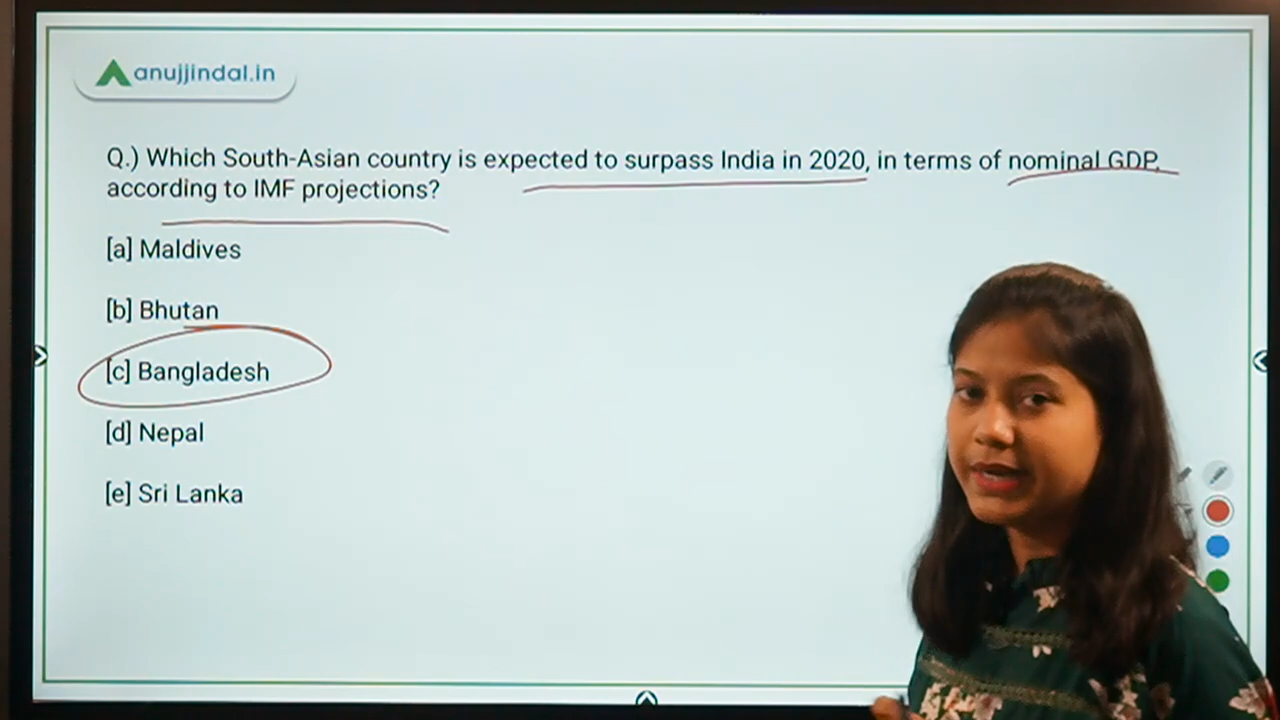 anujjindal.in
Q.) Which South-Asian country is expected to surpass India in 2020, in terms of nominal GDP,
according to IMF projections?
[a] Maldives
[b] Bhutan
[c] Bangladesh
[d] Nepal
[e] Sri Lanka